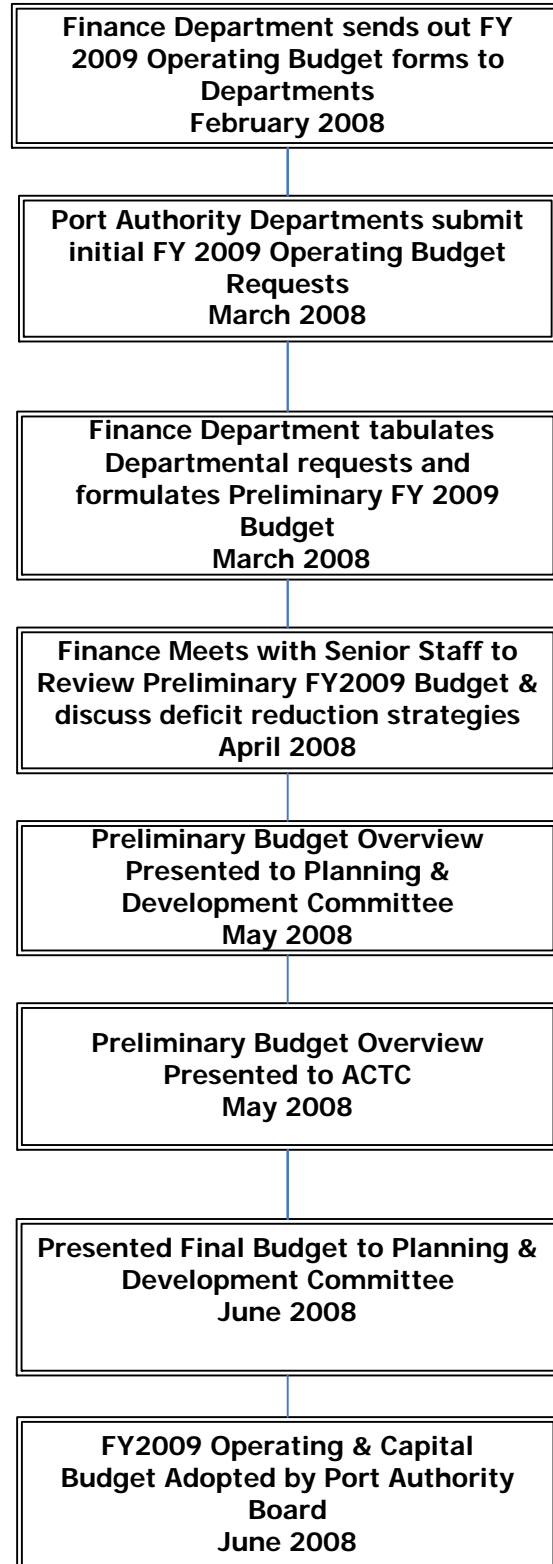 Finance Department sends out FY
2009 Operating Budget forms to
Departments
February 2008
Port Authority Departments submit
initial FY 2009 Operating Budget
Requests
March 2008
Finance Department tabulates
Departmental requests and
formulates Preliminary FY 2009
Budget
March 2008
Finance Meets with Senior Staff to
Review Preliminary FY2009 Budget &
discuss deficit reduction strategies
April 2008
Preliminary Budget Overview
Presented to Planning &
Development Committee
May 2008
Preliminary Budget Overview
Presented to ACTC
May 2008
Presented Final Budget to Planning &
Development Committee
June 2008
FY2009 Operating & Capital
Budget Adopted by Port Authority
Board
June 2008